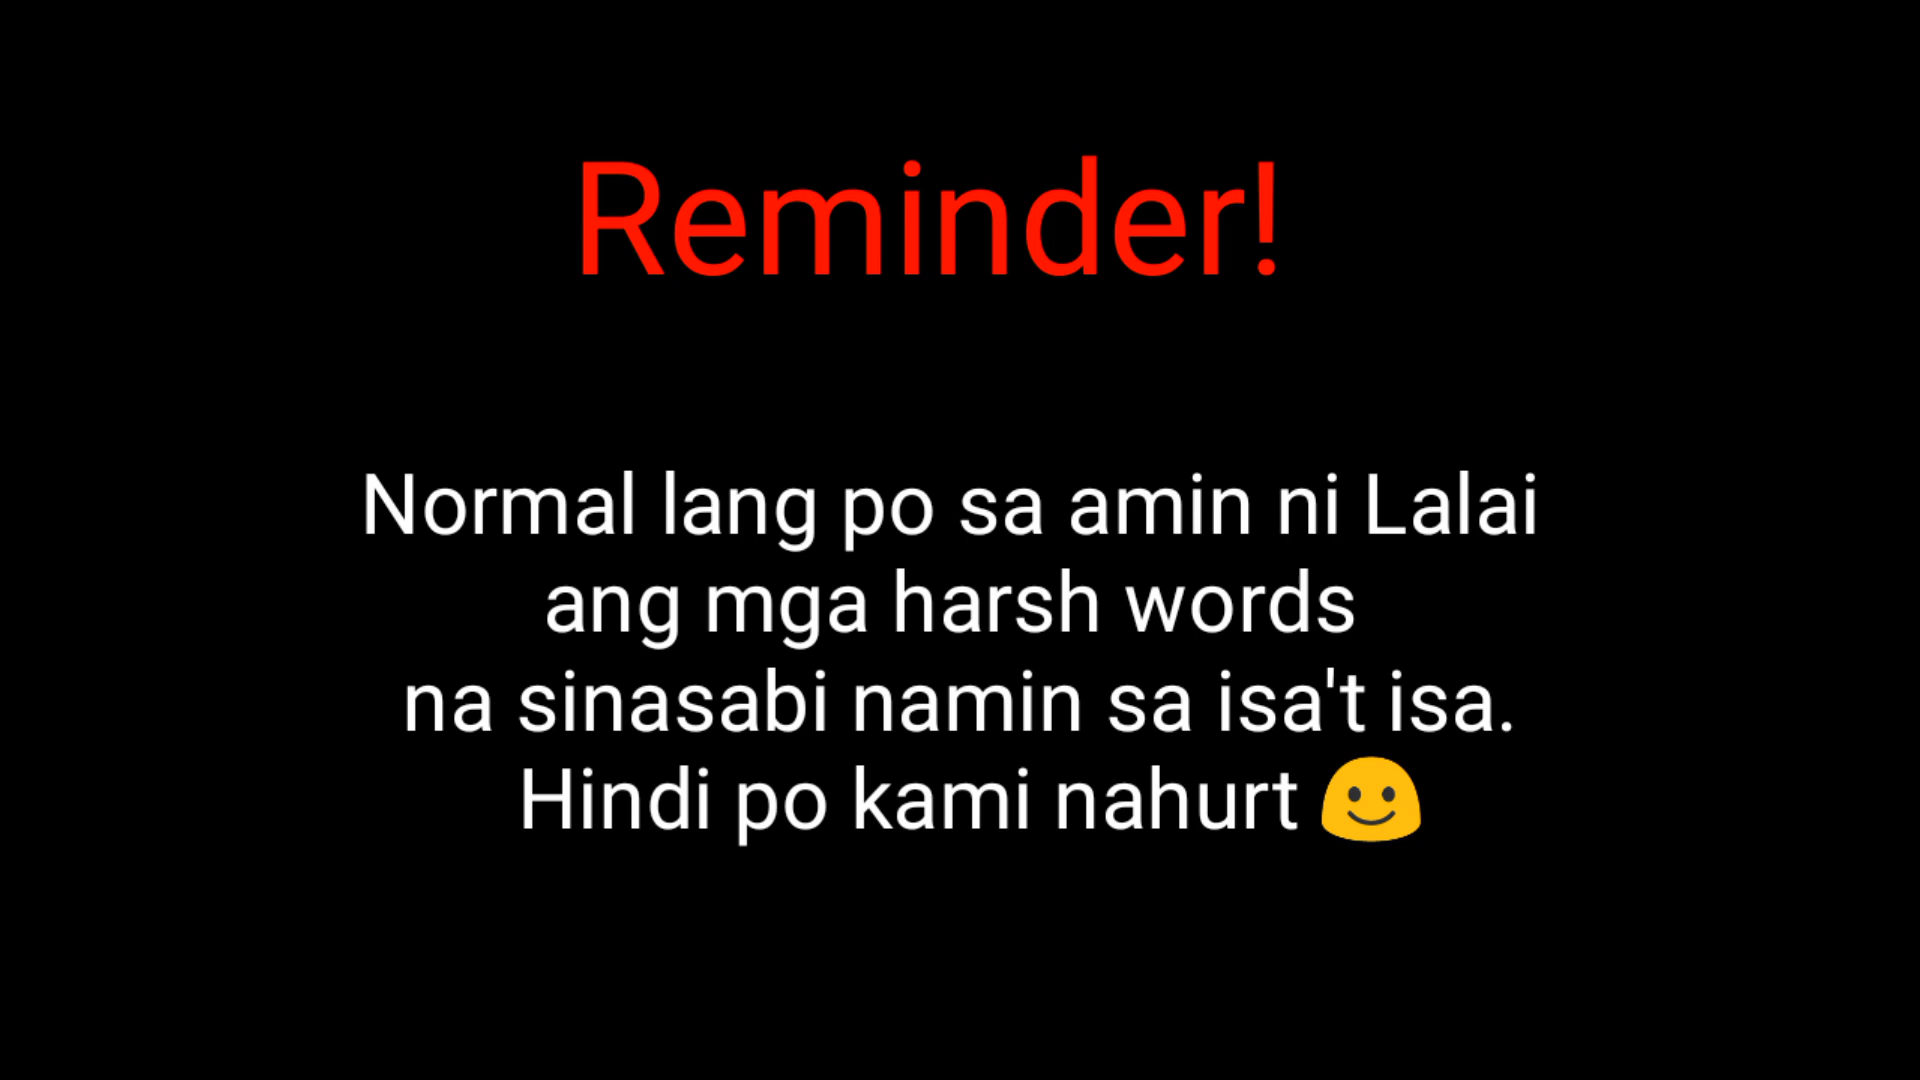 Reminder!
Normal lang po sa amin ni Lalai
ang mga harsh words
na sinasabi namin sa isa't isa.
Hindi po kami nahurt 🙂